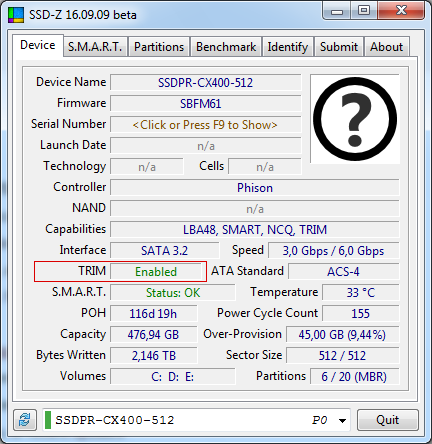 SSD-Z 16.09.09 beta
Device S.M.A.R.T. Partitions Benchmark Identify Submit About
Device Name SSDPR-CX400-512
Firmware SBFM61
Serial Number <Click or Press F9 to Show>
Launch Date n/a
Technology n/a Cells n/a
Controller Phison
NAND n/a
Capabilities LBA48, SMART, NCQ, TRIM
Interface SATA 3.2 Speed 3,0 Gbps / 6,0 Gbps
TRIM Enabled ATA Standard ACS-4
S.M.A.R.T. Status: OK Temperature 33 °C
POH 116d 19h Power Cycle Count 155
Capacity 476,94 GB Over-Provision 45,00 GB (9,44%)
Bytes Written 2,146 TB Sector Size 512 / 512
Volumes C: D: E: Partitions 6 / 20 (MBR)
SSDPR-CX400-512 P0 Quit